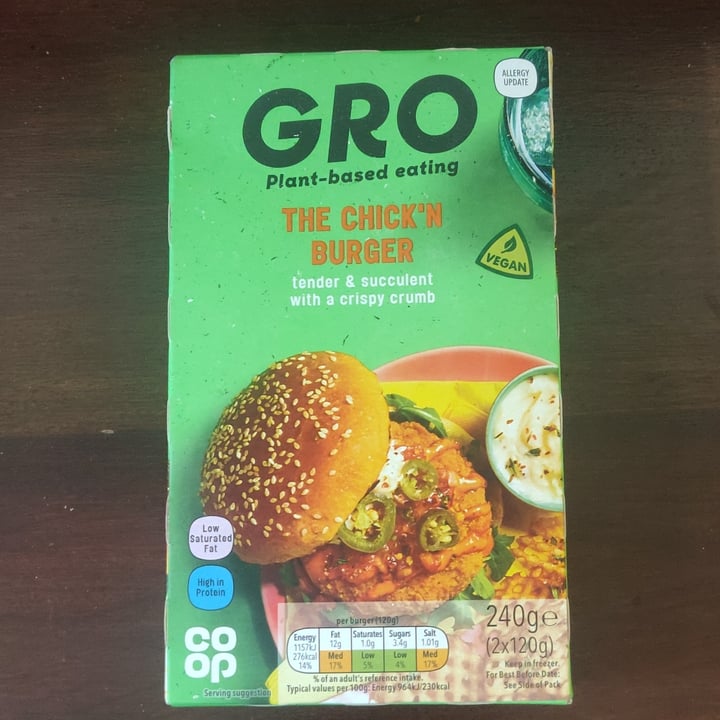 ALLERGY
UPDATE
GRO
Plant-based eating
THE CHICK'N
BURGER
VEGAN
tender & succulent
with a crispy crumb
Low
Saturated
Fat
High in
Protein
co
op
Serving suggestion
per burger (120g)
Energy Fat Saturates Sugars Salt
1157kJ 12g 1.0g 3.4g 1.01g
276kcal Med Low Low Med
14% 17% 5% 4% 17%
% of an adult's reference intake.
Typical values per 100g: Energy 964kJ/230kcal
240g℮
(2x120g)
Keep in freezer.
For Best Before Date:
See Side of Pack